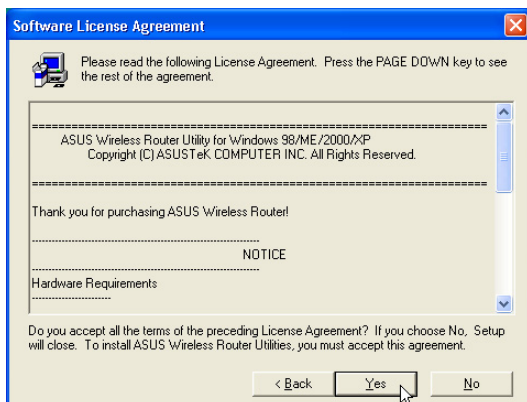 Software License Agreement
Please read the following License Agreement. Press the PAGE DOWN key to see
the rest of the agreement.
================================================================
ASUS Wireless Router Utility for Windows 98/ME/2000/XP
Copyright (C) ASUSTeK COMPUTER INC. All Rights Reserved.
================================================================
Thank you for purchasing ASUS Wireless Router!
--------------------------------------------------------
NOTICE
--------------------------------------------------------
Hardware Requirements
--------------------
Do you accept all the terms of the preceding License Agreement? If you choose No, Setup
will close. To install ASUS Wireless Router Utilities, you must accept this agreement.
< Back
Yes
No